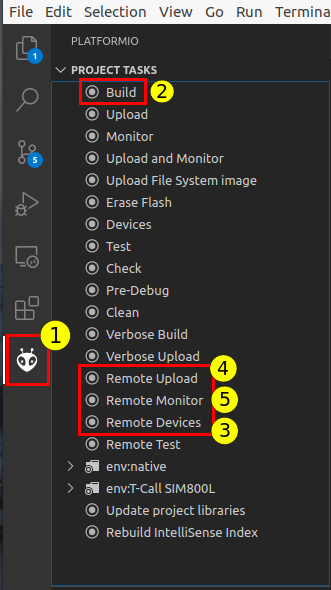 File Edit Selection View Go Run Termina
PLATFORMIO
1
PROJECT TASKS
Build 2
Upload
Monitor
5
Upload and Monitor
Upload File System image
Erase Flash
Devices
Test
Check
Pre-Debug
Clean
1
Verbose Build
Verbose Upload
Remote Upload 4
Remote Monitor 5
Remote Devices 3
Remote Test
env:native
env:T-Call SIM800L
Update project libraries
Rebuild IntelliSense Index